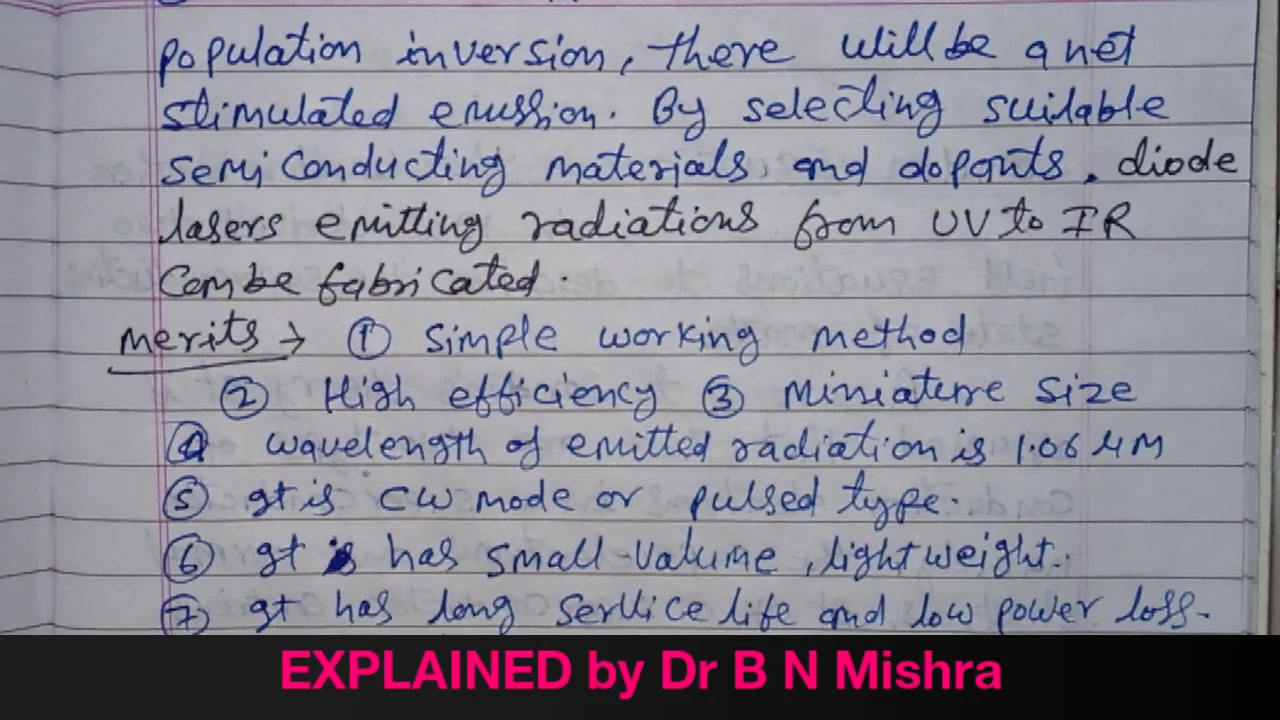 population inversion, there will be a net
stimulated emission. By selecting suidable
semiconducting materials, and dopants. diode
lasers emitting radiations from UV to IR
can be fabricated.
merits → ① simple working method
② High efficiency ③ Miniature size
④ wavelength of emitted radiation is 1.06 μM
⑤ It is CW mode or pulsed type.
⑥ It has small-volume, lightweight.
⑦ It has long service life and low power loss.
EXPLAINED by Dr B N Mishra